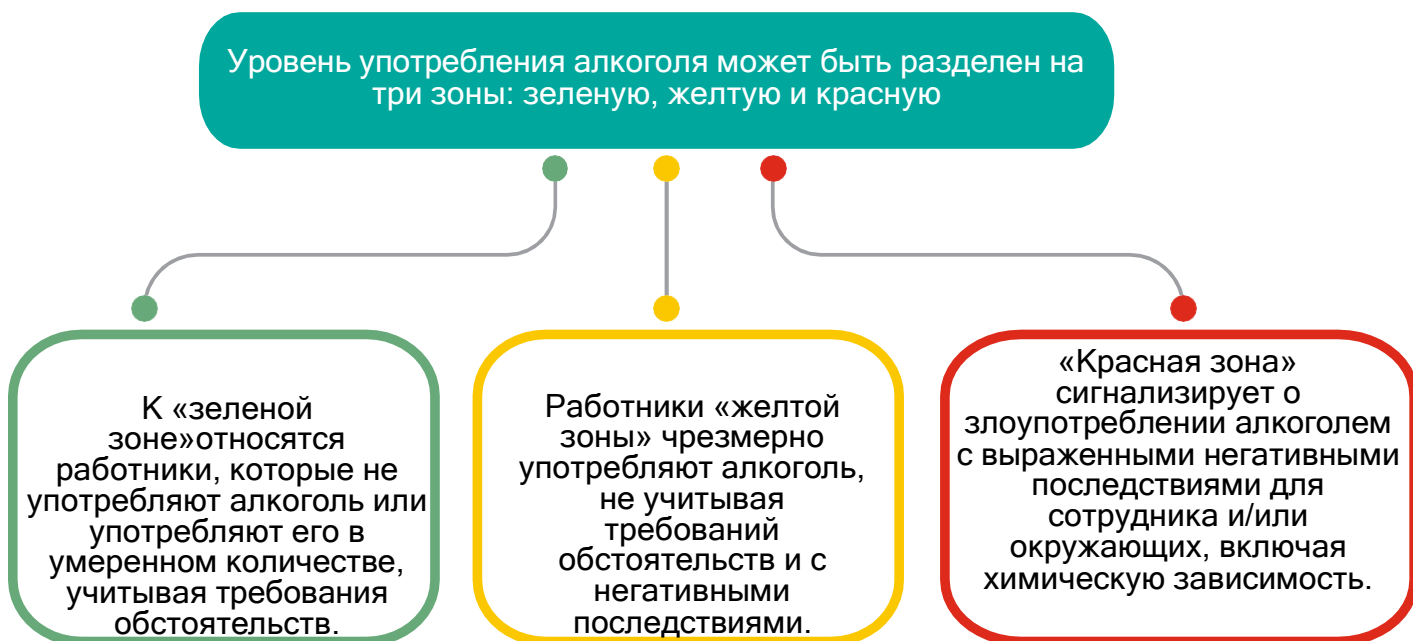 Уровень употребления алкоголя может быть разделен на
три зоны: зеленую, желтую и красную
К «зеленой
зоне»относятся
работники, которые не
употребляют алкоголь или
употребляют его в
умеренном количестве,
учитывая требования
обстоятельств.
Работники «желтой
зоны» чрезмерно
употребляют алкоголь,
не учитывая
требований
обстоятельств и с
негативными
последствиями.
«Красная зона»
сигнализирует о
злоупотреблении алкоголем
с выраженными негативными
последствиями для
сотрудника и/или
окружающих, включая
химическую зависимость.